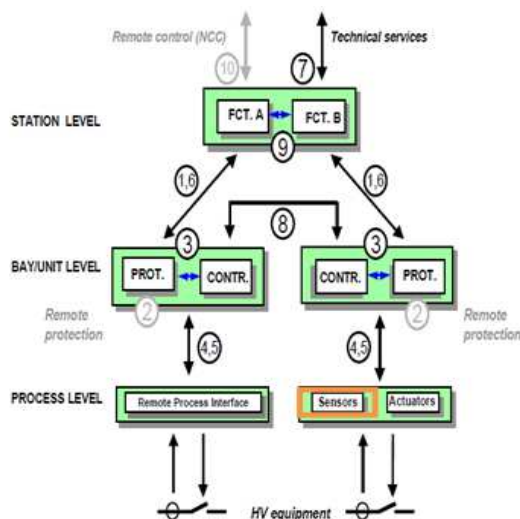 Remote control (NCC)
Technical services
10
7
FCT. A
FCT. B
STATION LEVEL
9
1,6
1,6
8
3
3
BAY/UNIT LEVEL
PROT.
CONTR.
CONTR.
PROT.
2
2
Remote
protection
Remote
protection
4,5
4,5
PROCESS LEVEL
Remote Process Interface
Sensors
Actuators
HV equipment